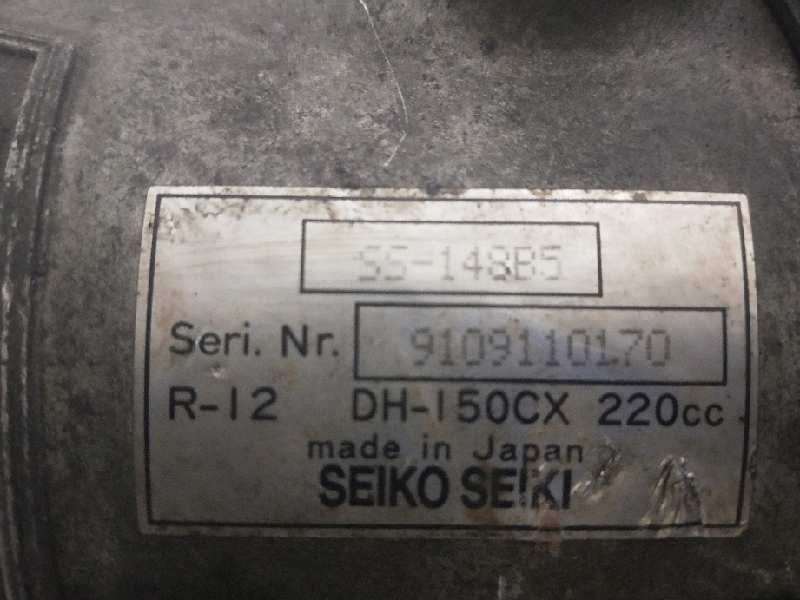 SS-148B5
Seri. Nr. 9109110170
R-12 DH-150CX 220cc
made in Japan
SEIKO SEIKI